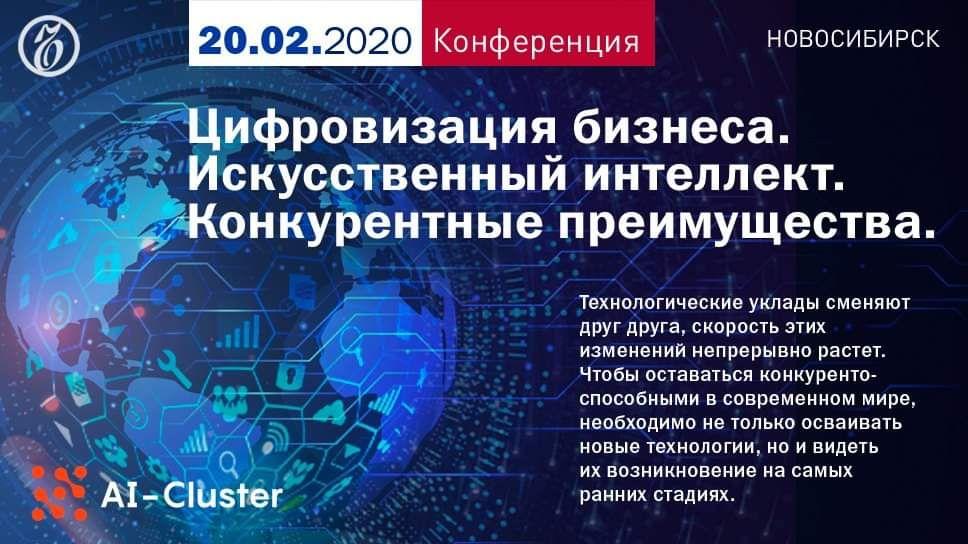 20.02.2020 Конференция НОВОСИБИРСК
Цифровизация бизнеса.
Искусственный интеллект.
Конкурентные преимущества.
Технологические уклады сменяют
друг друга, скорость этих
изменений непрерывно растет.
Чтобы оставаться конкуренто-
способными в современном мире,
необходимо не только осваивать
новые технологии, но и видеть
их возникновение на самых
ранних стадиях.
AI-Cluster